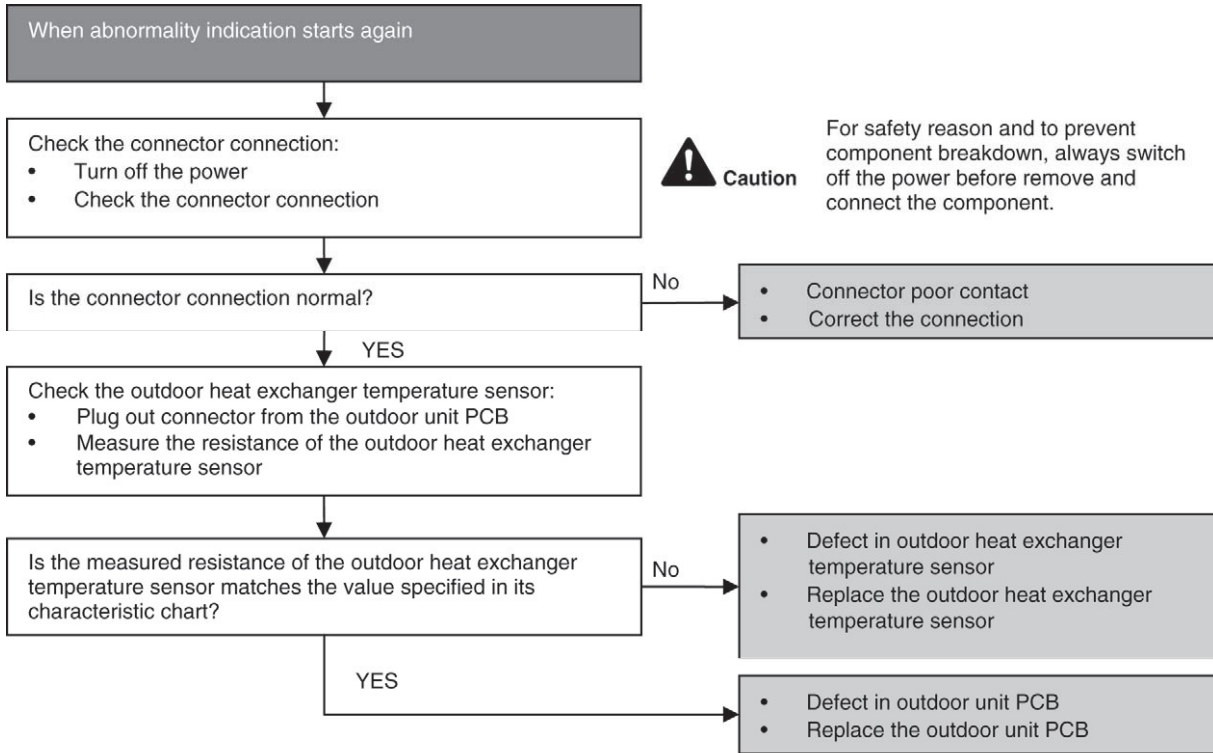 When abnormality indication starts again
Check the connector connection:
• Turn off the power
• Check the connector connection
Caution
For safety reason and to prevent
component breakdown, always switch
off the power before remove and
connect the component.
Is the connector connection normal?
No
• Connector poor contact
• Correct the connection
YES
Check the outdoor heat exchanger temperature sensor:
• Plug out connector from the outdoor unit PCB
• Measure the resistance of the outdoor heat exchanger
temperature sensor
Is the measured resistance of the outdoor heat exchanger
temperature sensor matches the value specified in its
characteristic chart?
No
• Defect in outdoor heat exchanger
temperature sensor
• Replace the outdoor heat exchanger
temperature sensor
YES
• Defect in outdoor unit PCB
• Replace the outdoor unit PCB